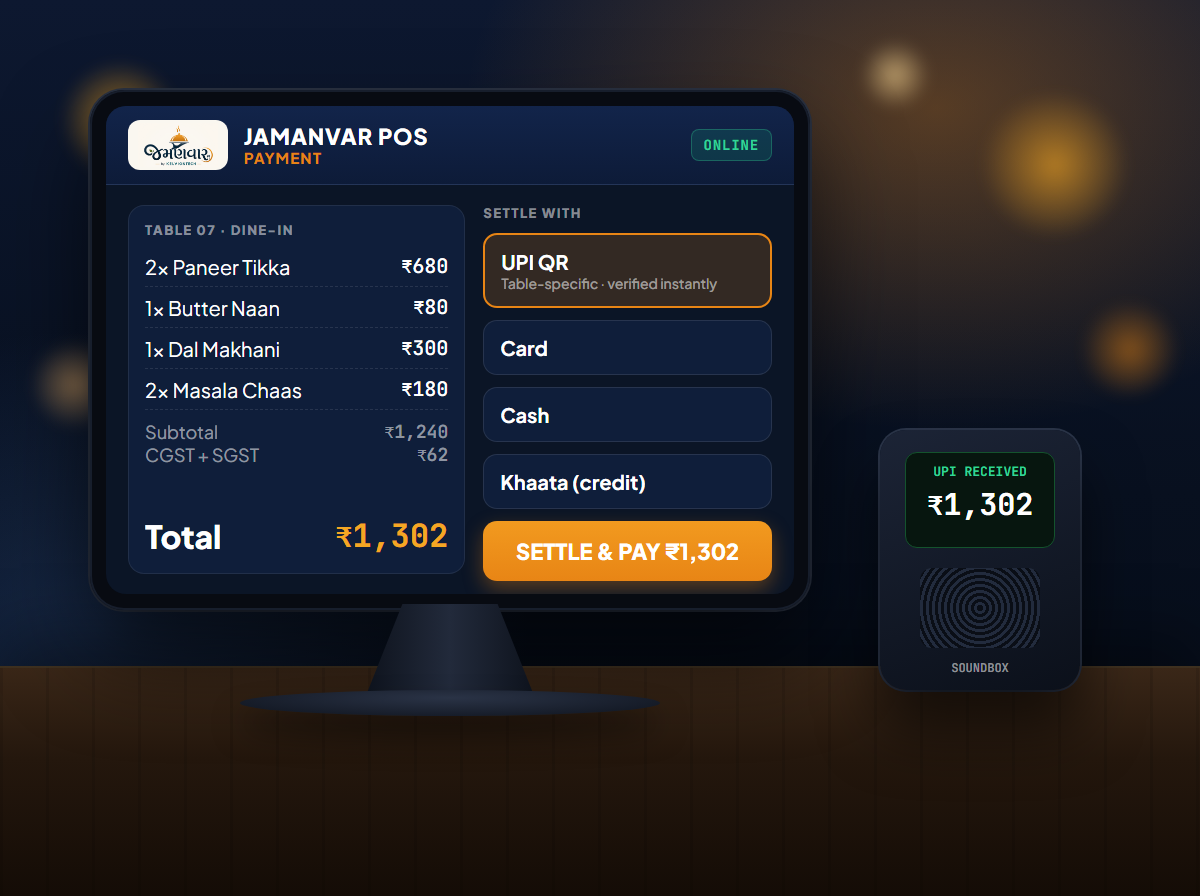 જમણવાર
JAMANVAR POS
PAYMENT
ONLINE
TABLE 07 · DINE-IN
2× Paneer Tikka ₹680
1× Butter Naan ₹80
1× Dal Makhani ₹300
2× Masala Chaas ₹180
Subtotal ₹1,240
CGST + SGST ₹62
Total ₹1,302
SETTLE WITH
UPI QR
Table-specific · verified instantly
Card
Cash
Khaata (credit)
SETTLE & PAY ₹1,302
UPI RECEIVED
₹1,302
SOUNDBOX